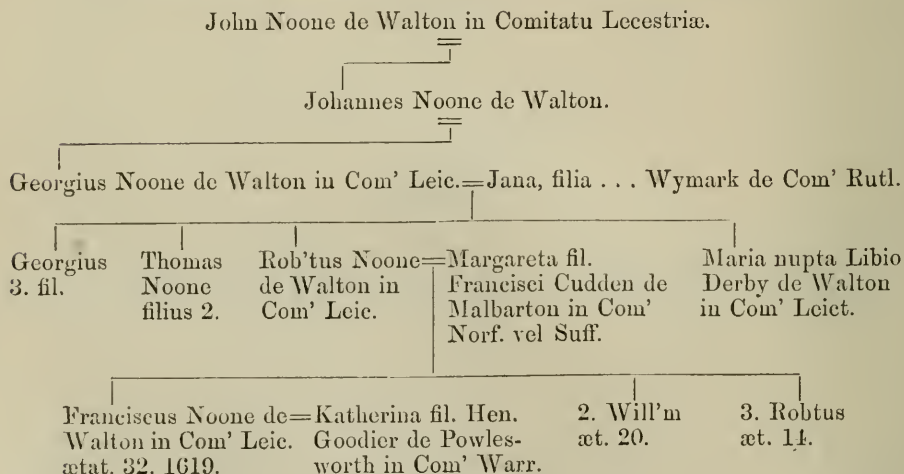 John Noone de Walton in Comitatu Lecestriæ.
Johannes Noone de Walton.
Georgius Noone de Walton in Com' Leic.=Jana, filia . . . Wymark de Com' Rutl.
Georgius
3. fil.
Thomas
Noone
filius 2.
Rob'tus Noone=
de Walton in
Com' Leic.
Margareta fil.
Francisci Cudden de
Malbarton in Com'
Norf. vel Suff.
Maria nupta Libio
Derby de Walton
in Com' Leict.
Franciscus Noone de=
Walton in Com' Leic.
ætat. 32. 1619.
Katherina fil. Hen.
Goodier de Powles-
worth in Com' Warr.
2. Will'm
æt. 20.
3. Robtus
æt. 14.